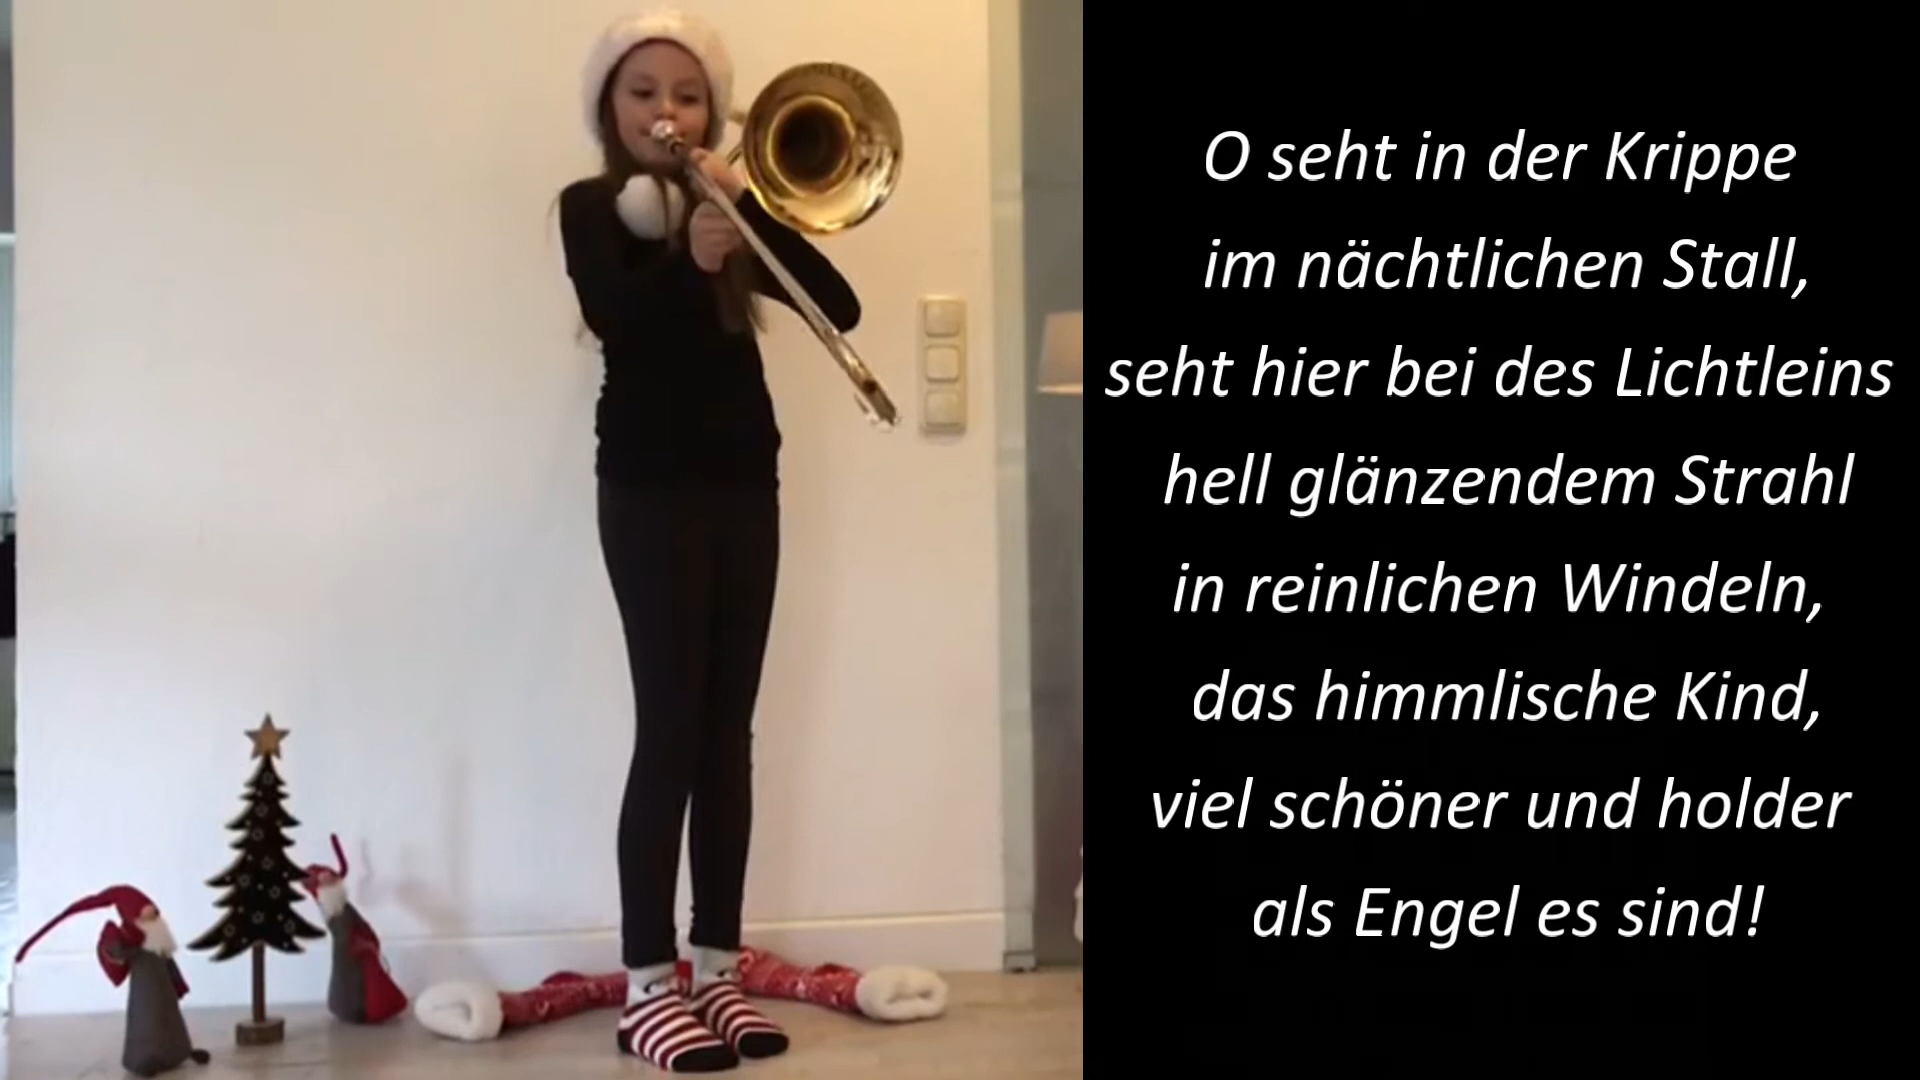 O seht in der Krippe
im nächtlichen Stall,
seht hier bei des Lichtleins
hell glänzendem Strahl
in reinlichen Windeln,
das himmlische Kind,
viel schöner und holder
als Engel es sind!